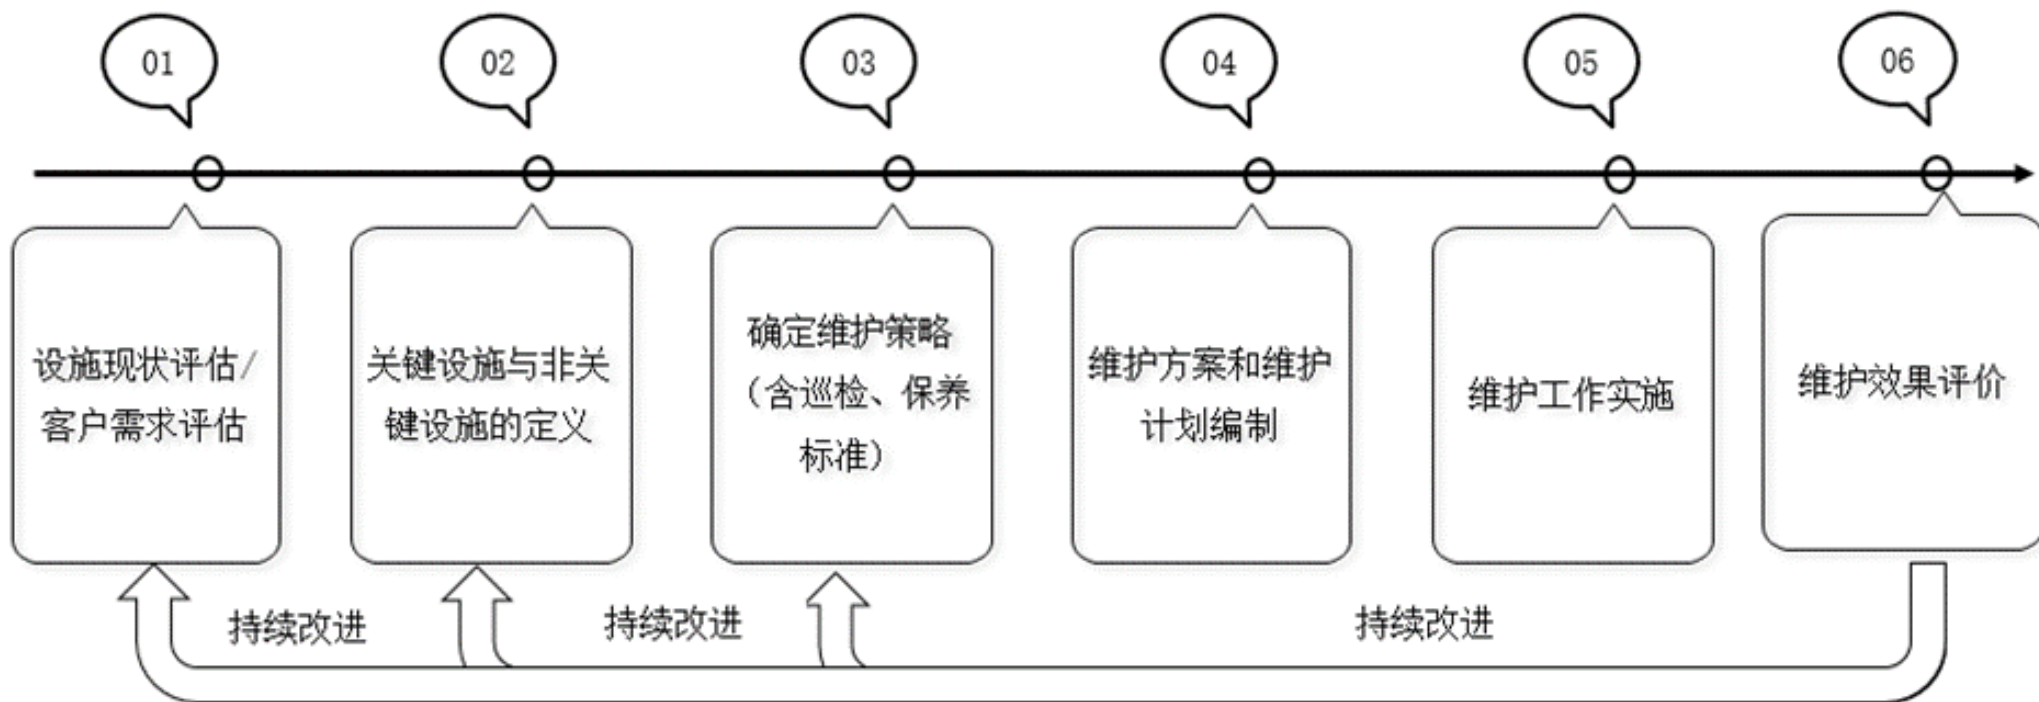 01
02
03
04
05
06
设施现状评估/
客户需求评估
关键设施与非关
键设施的定义
确定维护策略
（含巡检、保养
标准）
维护方案和维护
计划编制
维护工作实施
维护效果评价
持续改进
持续改进
持续改进